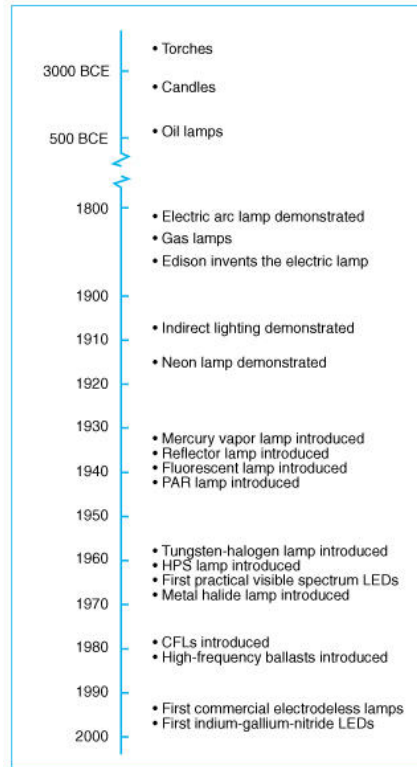 • Torches
3000 BCE
• Candles
500 BCE
• Oil lamps
1800
• Electric arc lamp demonstrated
• Gas lamps
• Edison invents the electric lamp
1900
• Indirect lighting demonstrated
1910
• Neon lamp demonstrated
1920
1930
• Mercury vapor lamp introduced
• Reflector lamp introduced
• Fluorescent lamp introduced
1940
• PAR lamp introduced
1950
• Tungsten-halogen lamp introduced
1960
• HPS lamp introduced
• First practical visible spectrum LEDs
• Metal halide lamp introduced
1970
• CFLs introduced
1980
• High-frequency ballasts introduced
1990
• First commercial electrodeless lamps
• First indium-gallium-nitride LEDs
2000